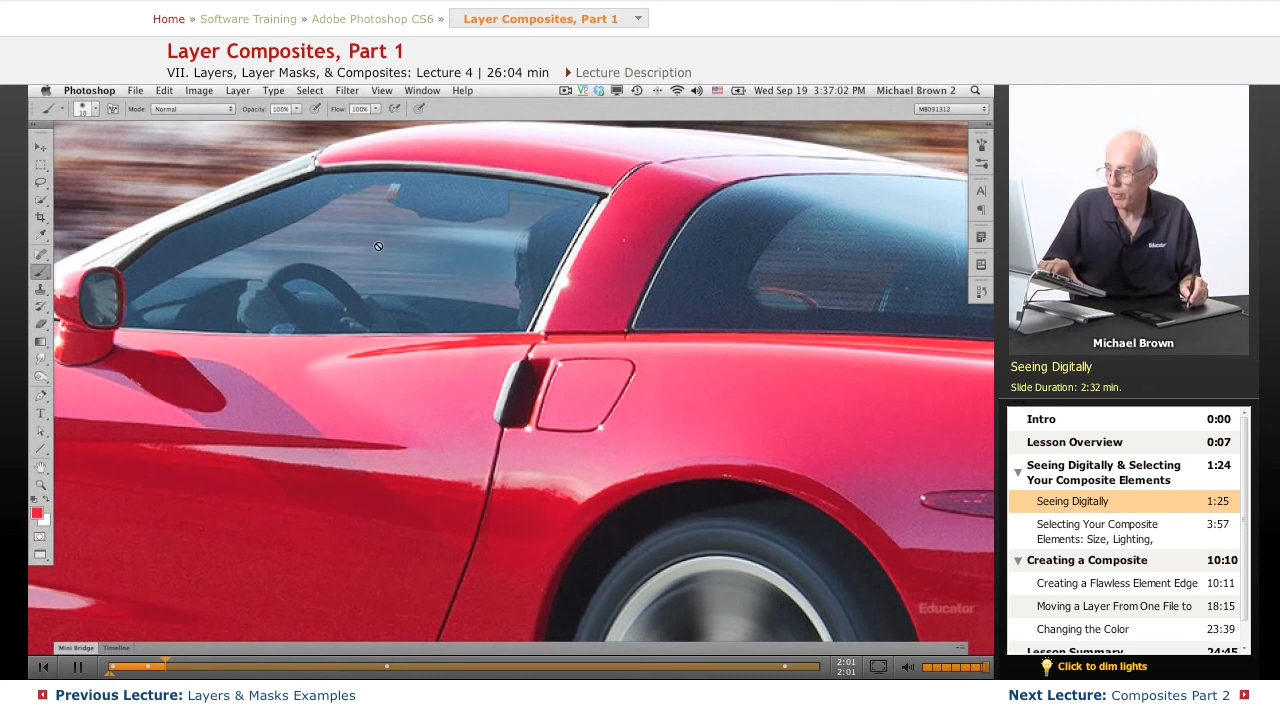 Home » Software Training » Adobe Photoshop CS6 » Layer Composites, Part 1
Layer Composites, Part 1
VII. Layers, Layer Masks, & Composites: Lecture 4 | 26:04 min Lecture Description
Photoshop File Edit Image Layer Type Select Filter View Window Help Wed Sep 19 3:37:02 PM Michael Brown 2
10 Mode: Normal Opacity: 100% Flow: 100% MB091312
Educator
Michael Brown
Seeing Digitally
Slide Duration: 2:32 min.
Intro 0:00
Lesson Overview 0:07
Seeing Digitally & Selecting 1:24
Your Composite Elements
Seeing Digitally 1:25
Selecting Your Composite 3:57
Elements: Size, Lighting,
Creating a Composite 10:10
Creating a Flawless Element Edge 10:11
Moving a Layer From One File to 18:15
Changing the Color 23:39
Lesson Summary 24:45
Educator
Mini Bridge Timeline
2:01
2:01
Click to dim lights
Previous Lecture: Layers & Masks Examples
Next Lecture: Composites Part 2